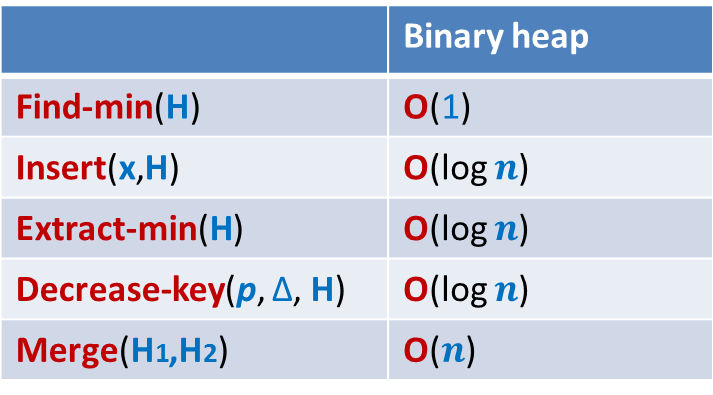 Binary heap
Find-min(H) O(1)
Insert(x,H) O(log n)
Extract-min(H) O(log n)
Decrease-key(p, Δ, H) O(log n)
Merge(H1,H2) O(n)